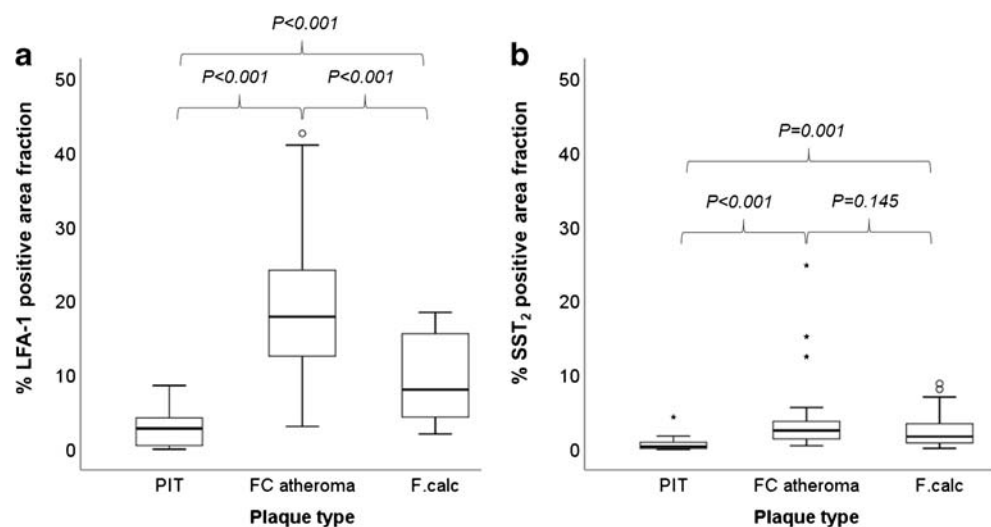 a
P<0.001
P<0.001
P<0.001
50
40
30
20
10
0
% LFA-1 positive area fraction
PIT
FC atheroma
F.calc
Plaque type
b
P=0.001
P<0.001
P=0.145
50
40
30
20
10
0
% SST₂ positive area fraction
PIT
FC atheroma
F.calc
Plaque type